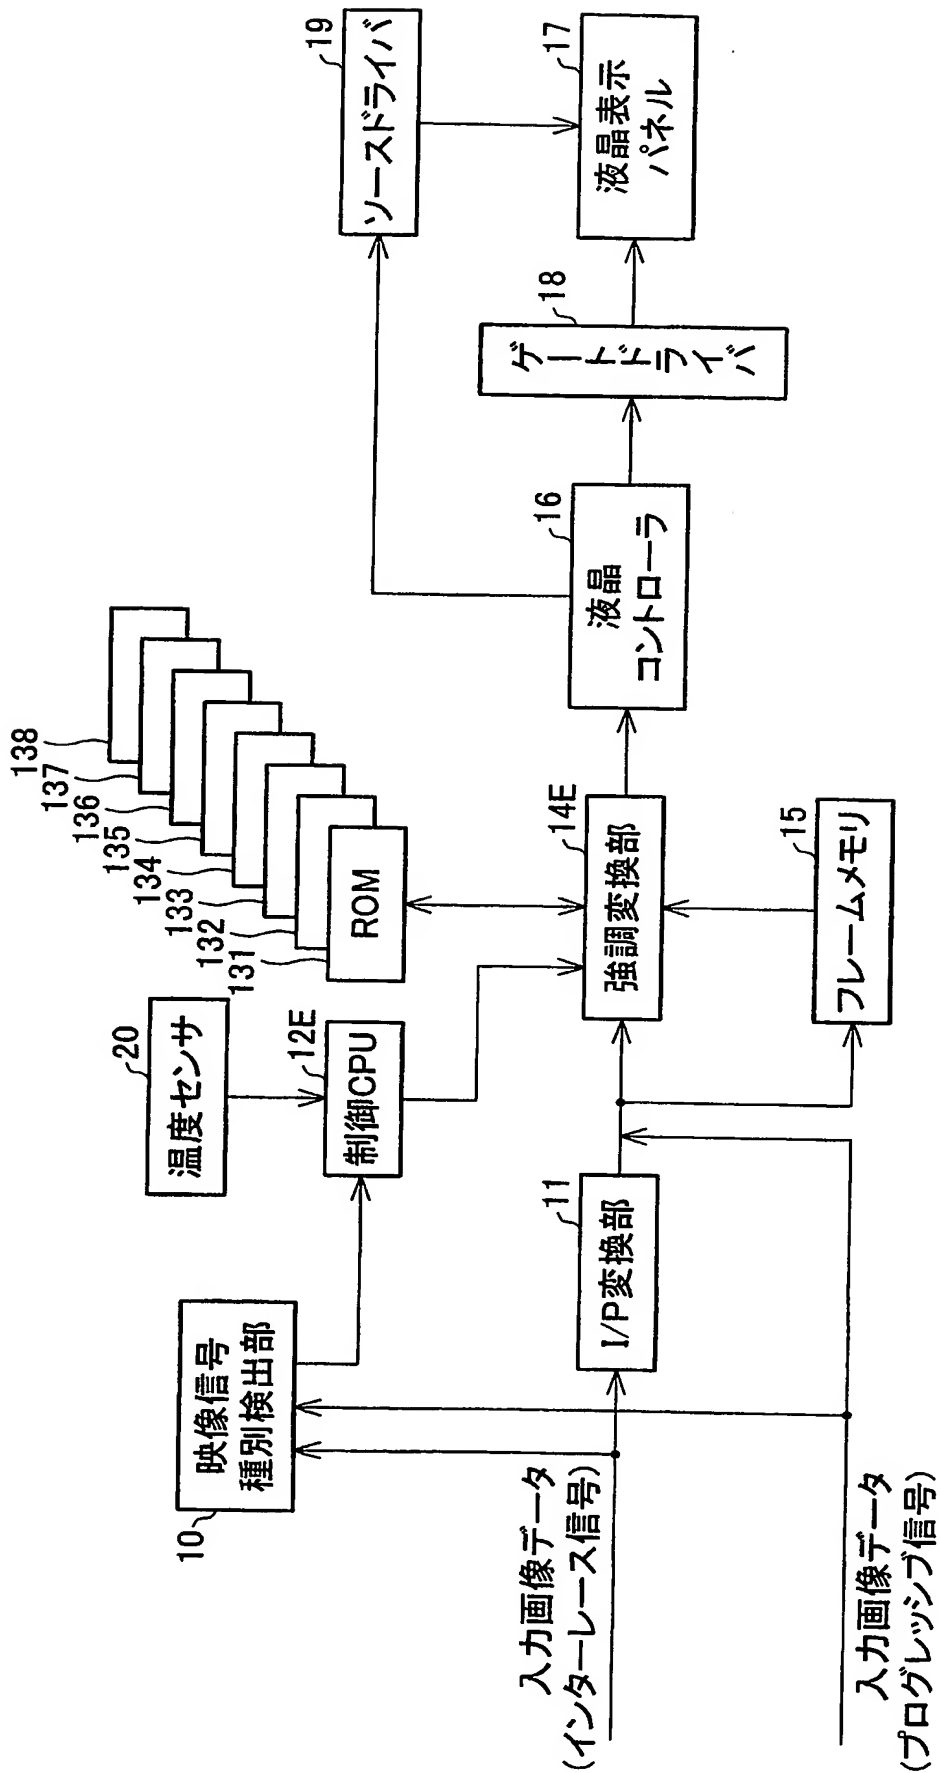 138
137
136
135
134
133
132
131
ROM
20
温度センサ
12E
制御CPU
10
映像信号
種別検出部
19
ソースドライバ
17
液晶表示
パネル
18
ゲートドライバ
16
液晶
コントローラ
14E
強調変換部
15
フレームメモリ
11
I/P変換部
入力画像データ
(インターレース信号)
入力画像データ
(プログレッシブ信号)